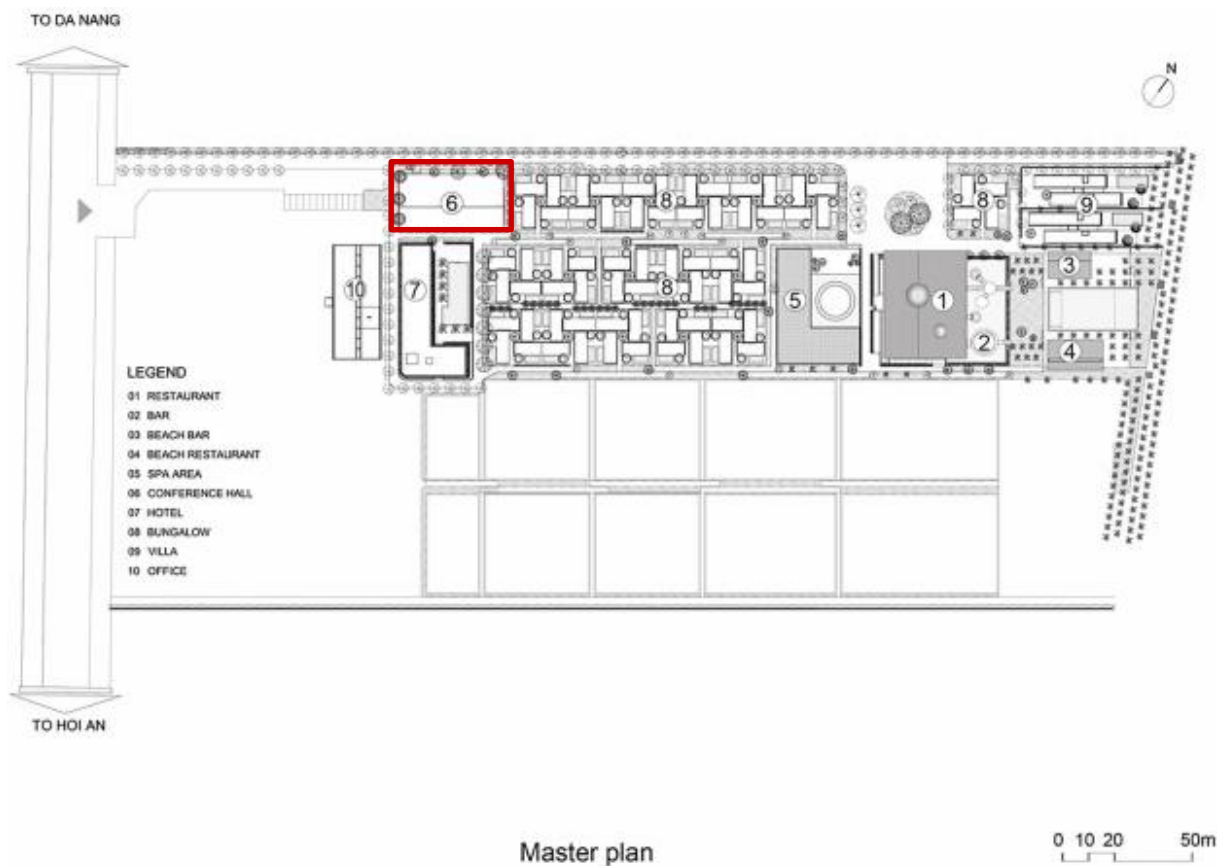 TO DA NANG
N
6
8
8
9
10
7
8
5
1
3
2
4
LEGEND
01 RESTAURANT
02 BAR
03 BEACH BAR
04 BEACH RESTAURANT
05 SPA AREA
06 CONFERENCE HALL
07 HOTEL
08 BUNGALOW
09 VILLA
10 OFFICE
TO HOI AN
Master plan
0 10 20 50m